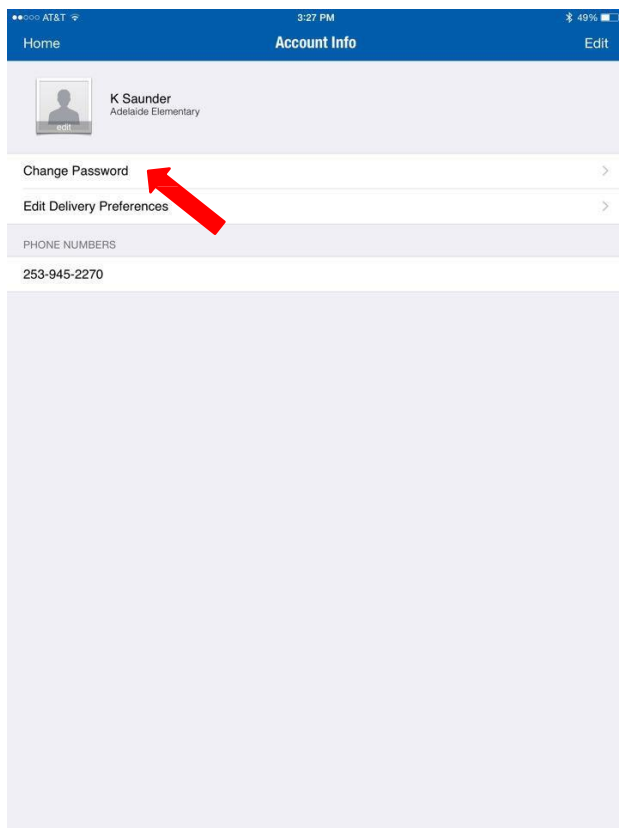 AT&T 3:27 PM 49%
Home Account Info Edit
K Saunder
Adelaide Elementary
edit
Change Password
Edit Delivery Preferences
PHONE NUMBERS
253-945-2270